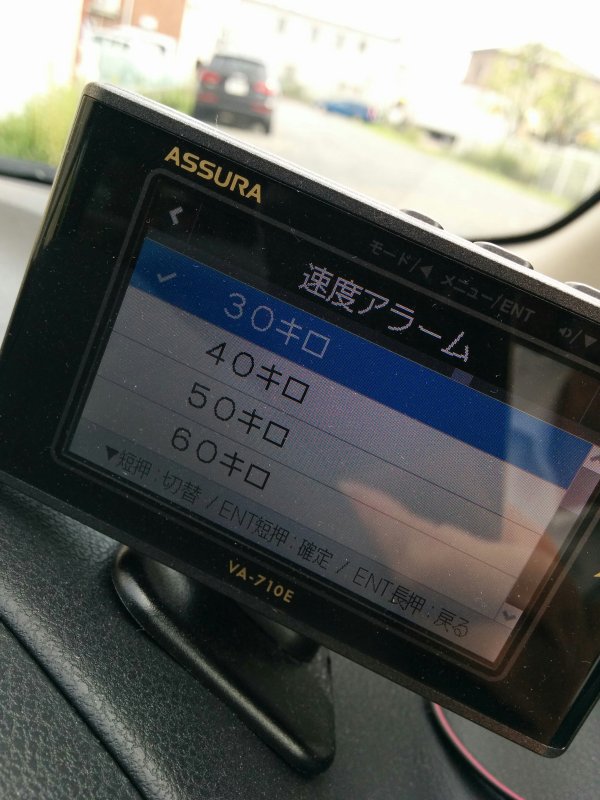 ASSURA
モード/◀ メニュー/ENT /▼
速度アラーム
✓ 30キロ
40キロ
50キロ
60キロ
▼短押:切替 / ENT短押:確定 / ENT長押:戻る
VA-710E